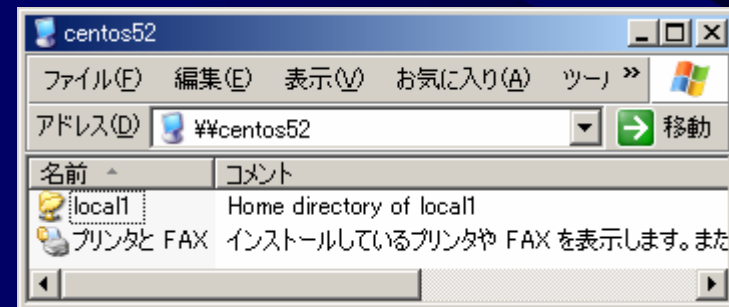 centos52
ファイル(F) 編集(E) 表示(V) お気に入り(A) ツール »
アドレス(D) ¥¥centos52 移動
名前 コメント
local1 Home directory of local1
プリンタと FAX インストールしているプリンタや FAX を表示します。また